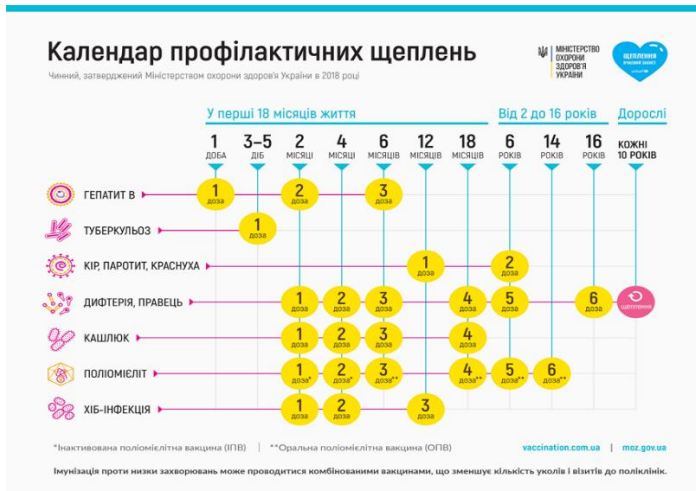 Календар профілактичних щеплень
Чинний, затверджений Міністерством охорони здоров'я України в 2018 році
МІНІСТЕРСТВО
ОХОРОНИ
ЗДОРОВ'Я
УКРАЇНИ
ЩЕПЛЕННЯ
У перші 18 місяців життя
Від 2 до 16 років
Дорослі
1 3–5 2 4 6 12 18 6 14 16 КОЖНІ
ДОБА ДІБ МІСЯЦІ МІСЯЦІ МІСЯЦІВ МІСЯЦІВ МІСЯЦІВ РОКІВ РОКІВ РОКІВ 10 РОКІВ
ГЕПАТИТ В 1 доза 2 доза 3 доза
ТУБЕРКУЛЬОЗ 1 доза
КІР, ПАРОТИТ, КРАСНУХА 1 доза 2 доза
ДИФТЕРІЯ, ПРАВЕЦЬ 1 доза 2 доза 3 доза 4 доза 5 доза 6 доза щеплення
КАШЛЮК 1 доза 2 доза 3 доза 4 доза
ПОЛІОМІЄЛІТ 1 доза* 2 доза* 3 доза** 4 доза** 5 доза** 6 доза**
ХІБ-ІНФЕКЦІЯ 1 доза 2 доза 3 доза
*Інактивована поліомієлітна вакцина (ІПВ) | **Оральна поліомієлітна вакцина (ОПВ) vaccination.com.ua | moz.gov.ua
Імунізація проти низки захворювань може проводитися комбінованими вакцинами, що зменшує кількість уколів і візитів до поліклінік.